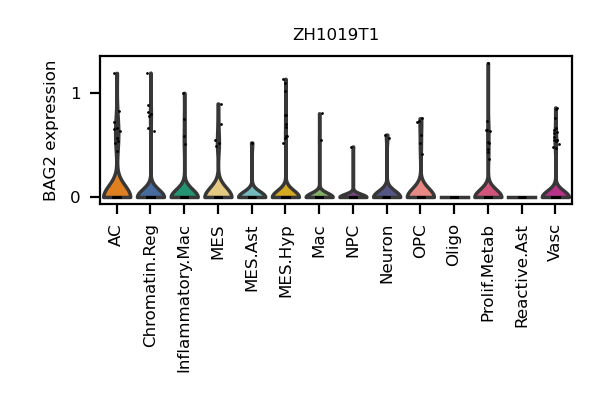 ZH1019T1
BAG2 expression
1
0
AC
Chromatin.Reg
Inflammatory.Mac
MES
MES.Ast
MES.Hyp
Mac
NPC
Neuron
OPC
Oligo
Prolif.Metab
Reactive.Ast
Vasc